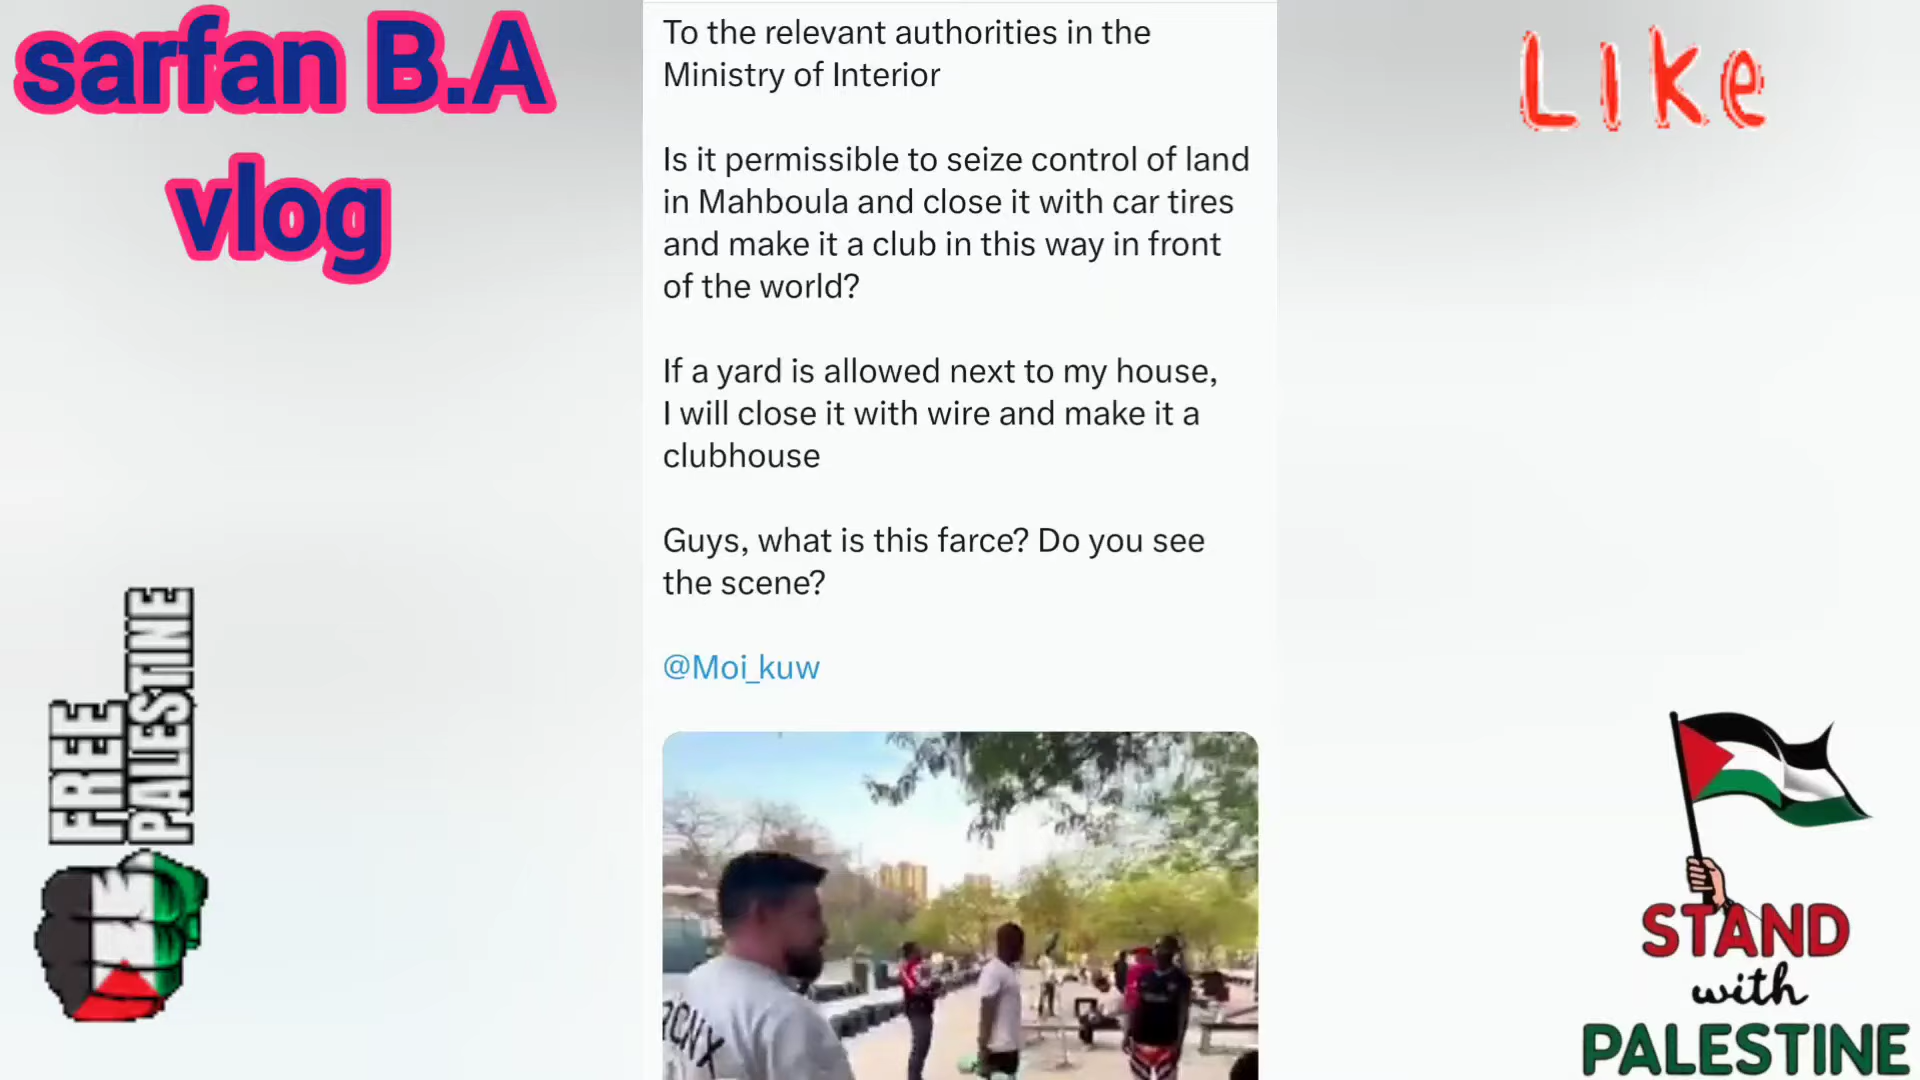 sarfan B.A
vlog
To the relevant authorities in the
Ministry of Interior
Is it permissible to seize control of land
in Mahboula and close it with car tires
and make it a club in this way in front
of the world?
If a yard is allowed next to my house,
I will close it with wire and make it a
clubhouse
Guys, what is this farce? Do you see
the scene?
@Moi_kuw
LIKe
FREE
PALESTINE
STAND
with
PALESTINE